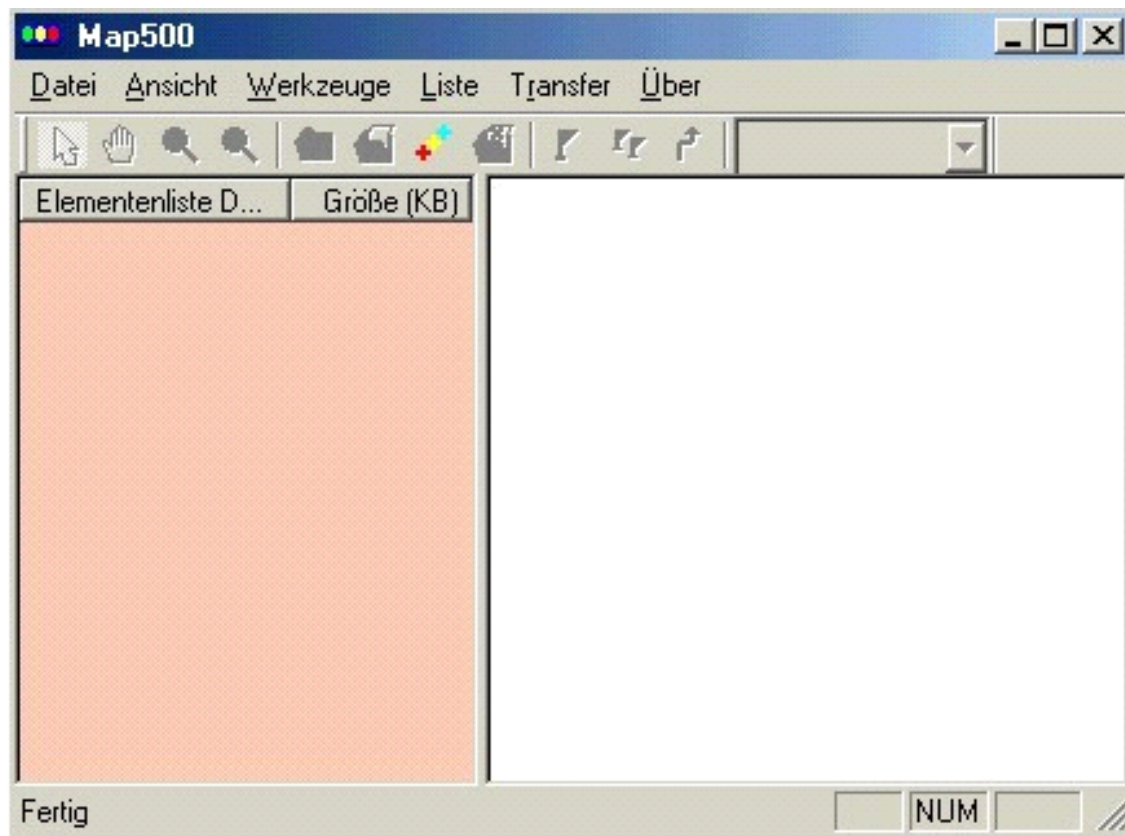 Map500
Datei Ansicht Werkzeuge Liste Transfer Über
Elementenliste D... Größe (KB)
Fertig NUM